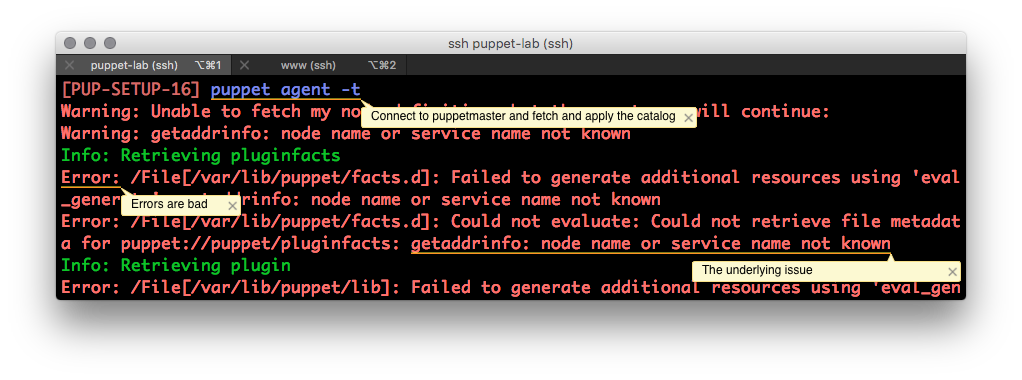 ssh puppet-lab (ssh)
puppet-lab (ssh) ⌥⌘1 www (ssh) ⌥⌘2
[PUP-SETUP-16] puppet agent -t
Connect to puppetmaster and fetch and apply the catalog
Warning: Unable to fetch my will continue:
Warning: getaddrinfo: node name or service name not known
Info: Retrieving pluginfacts
Error: /File[/var/lib/puppet/facts.d]: Failed to generate additional resources using 'eval
Errors are bad
_gener rinfo: node name or service name not known
Error: /File[/var/lib/puppet/facts.d]: Could not evaluate: Could not retrieve file metadat
a for puppet://puppet/pluginfacts: getaddrinfo: node name or service name not known
The underlying issue
Info: Retrieving plugin
Error: /File[/var/lib/puppet/lib]: Failed to generate additional resources using 'eval_gen